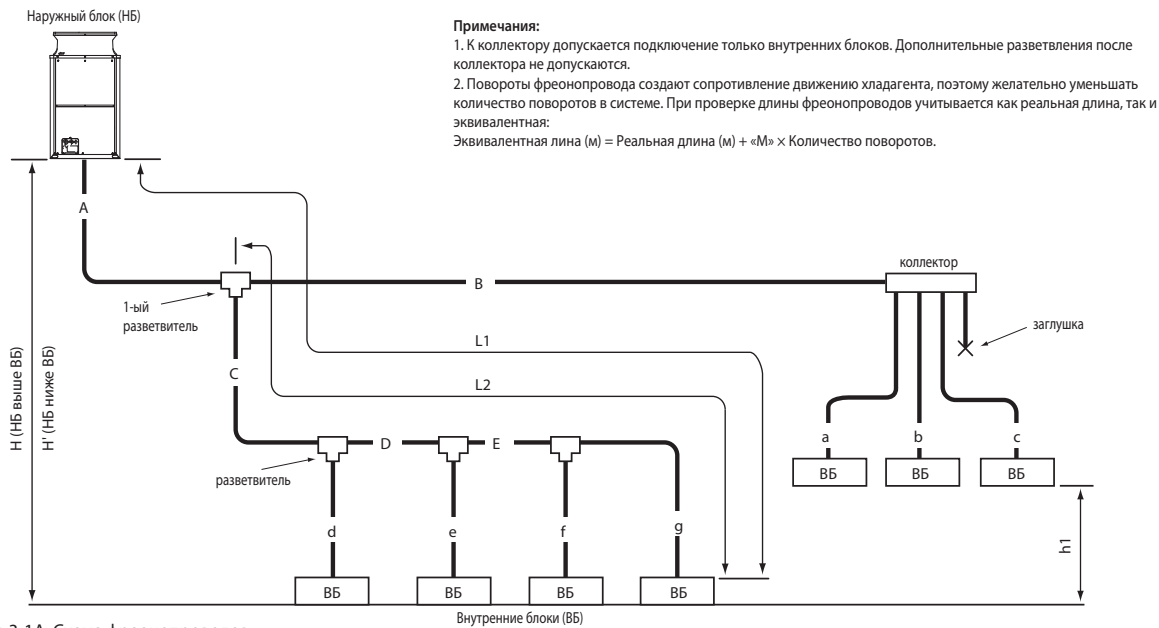 Наружный блок (НБ)
Примечания:
1. К коллектору допускается подключение только внутренних блоков. Дополнительные разветвления после
коллектора не допускаются.
2. Повороты фреонопровода создают сопротивление движению хладагента, поэтому желательно уменьшать
количество поворотов в системе. При проверке длины фреонопроводов учитывается как реальная длина, так и
эквивалентная:
Эквивалентная лина (м) = Реальная длина (м) + «М» × Количество поворотов.
A
1-ый
разветвитель
B
коллектор
заглушка
L1
L2
C
H (НБ выше ВБ)
H' (НБ ниже ВБ)
D
E
разветвитель
a
b
c
ВБ
ВБ
ВБ
d
e
f
g
h1
ВБ
ВБ
ВБ
ВБ
Внутренние блоки (ВБ)